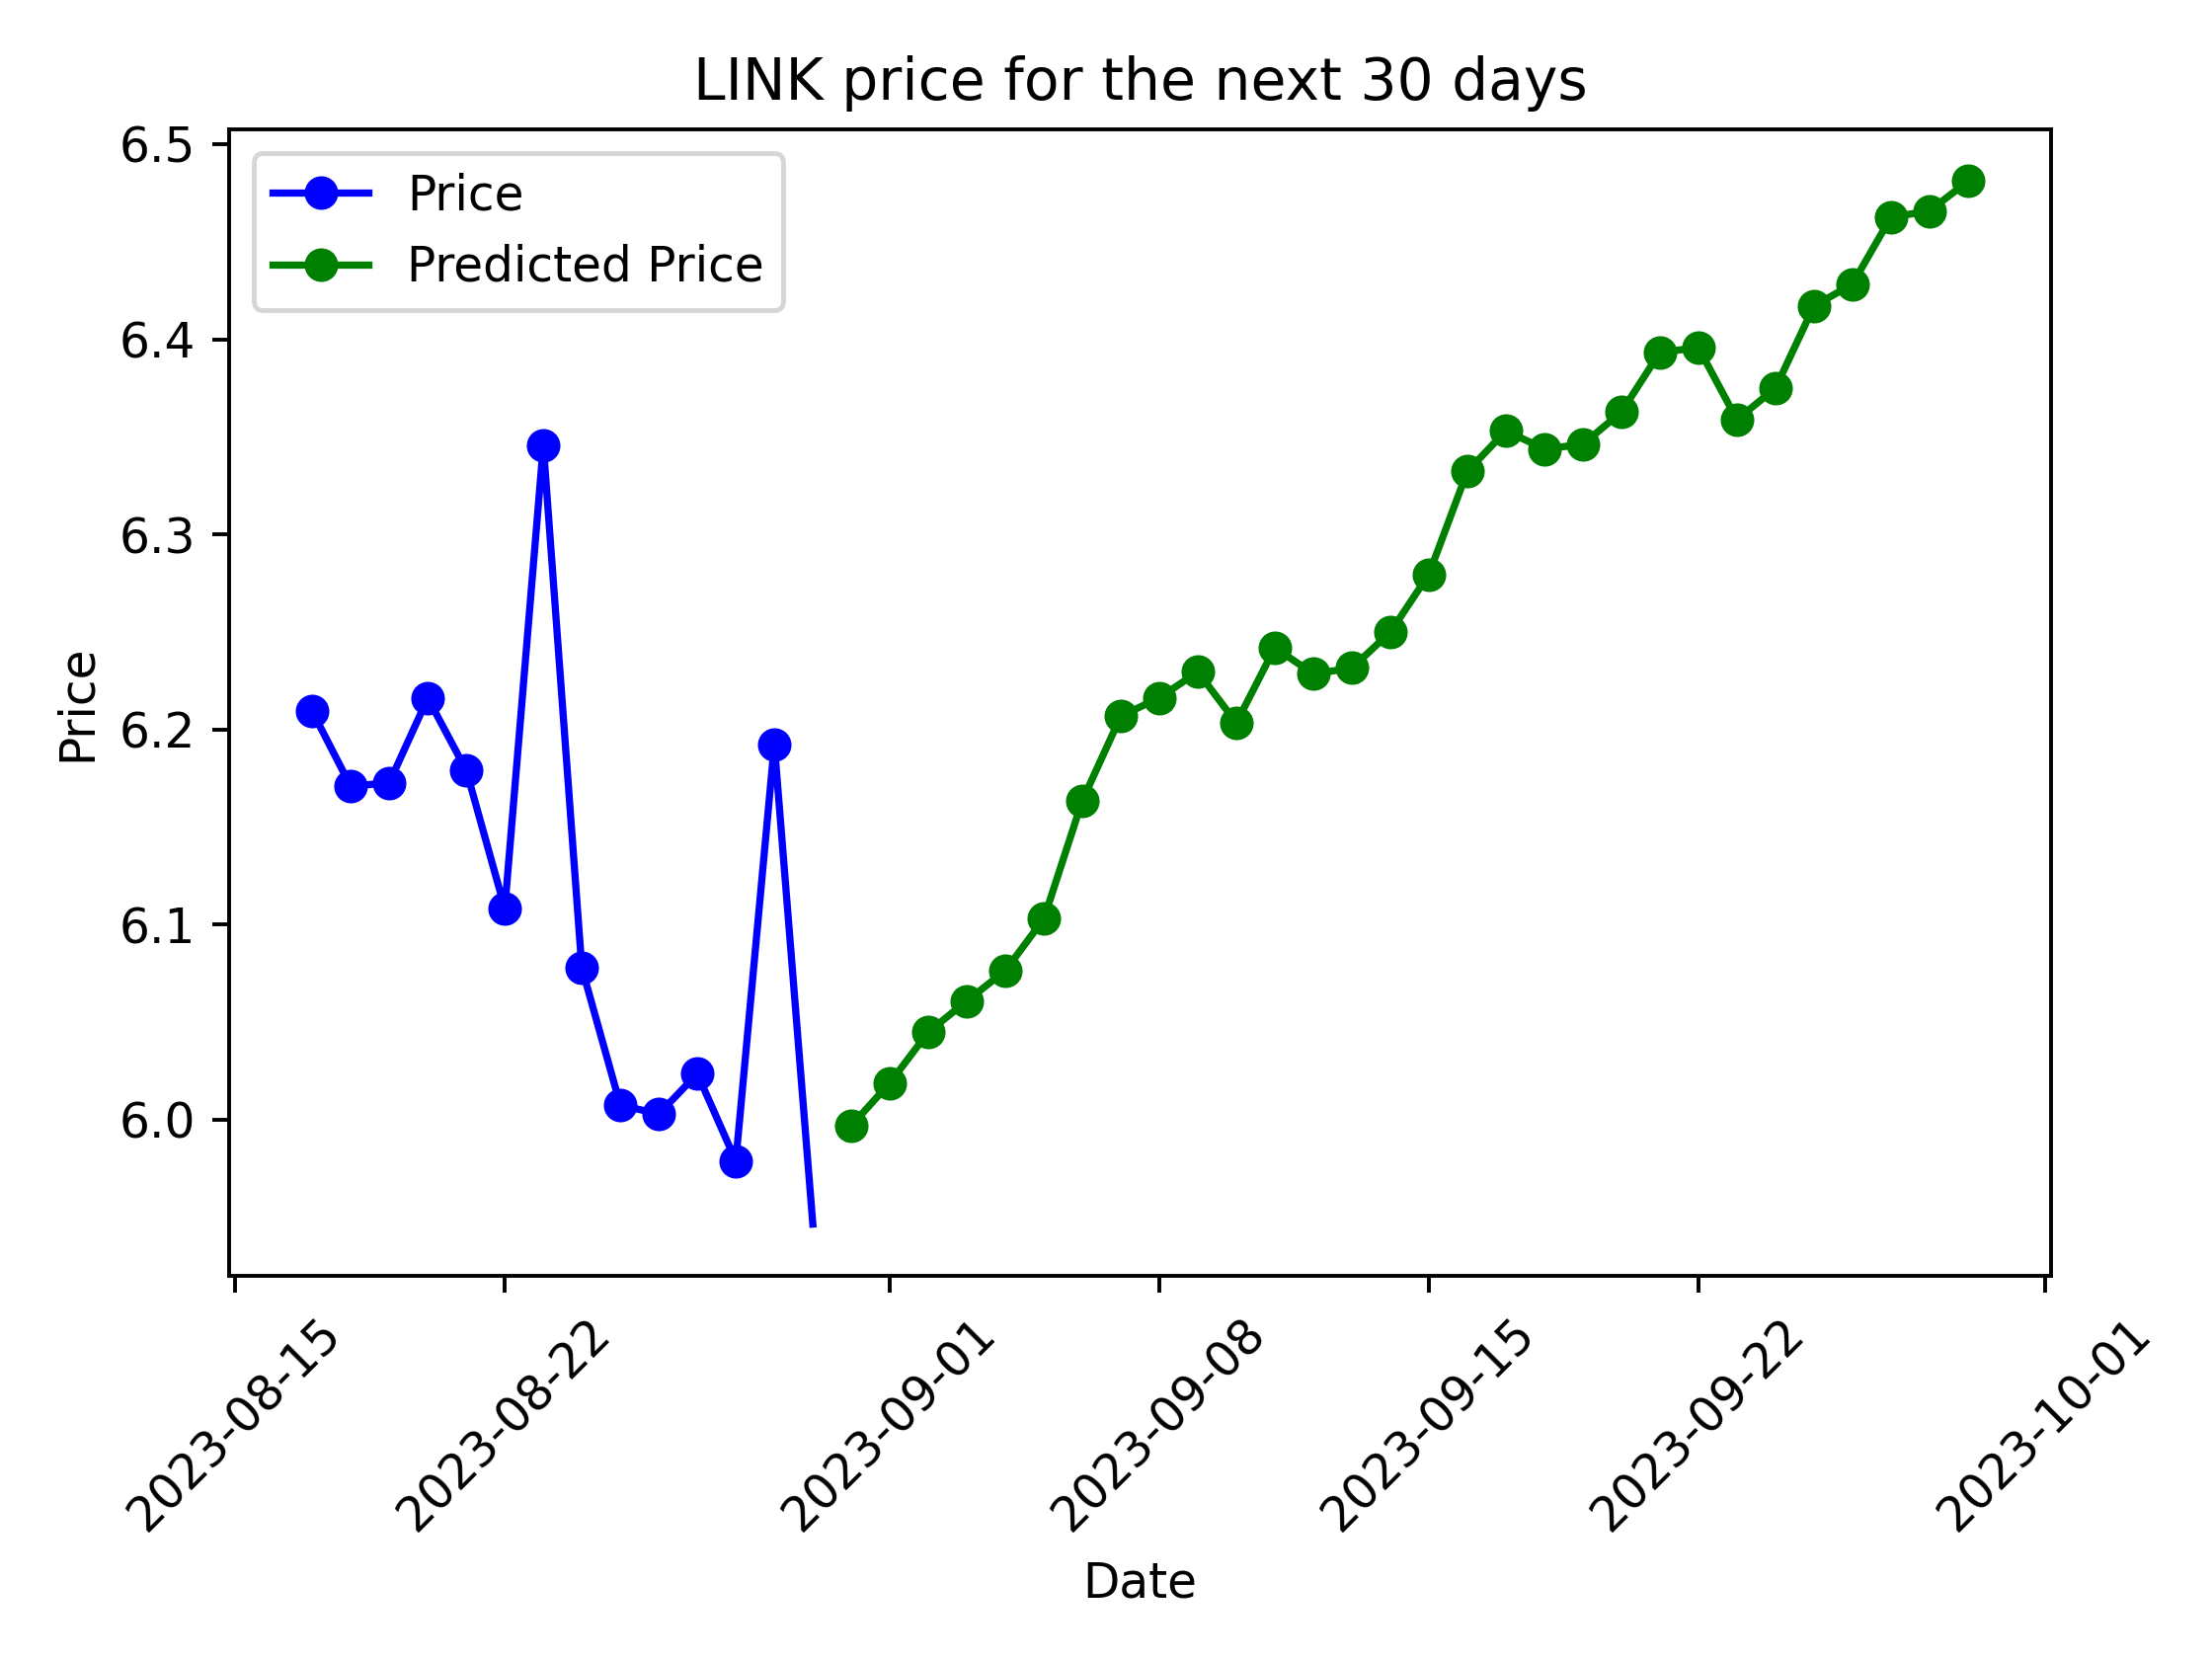 LINK price for the next 30 days
Price
Predicted Price
6.5
6.4
6.3
6.2
6.1
6.0
Price
2023-08-15
2023-08-22
2023-09-01
2023-09-08
2023-09-15
2023-09-22
2023-10-01
Date